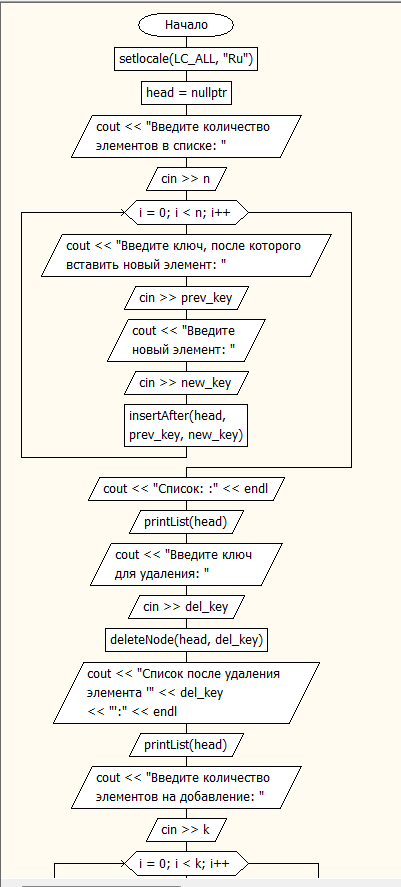 Начало
setlocale(LC_ALL, "Ru")
head = nullptr
cout << "Введите количество
элементов в списке: "
cin >> n
i = 0; i < n; i++
cout << "Введите ключ, после которого
вставить новый элемент: "
cin >> prev_key
cout << "Введите
новый элемент: "
cin >> new_key
insertAfter(head,
prev_key, new_key)
cout << "Список: :" << endl
printList(head)
cout << "Введите ключ
для удаления: "
cin >> del_key
deleteNode(head, del_key)
cout << "Список после удаления
элемента '" << del_key
<< "':" << endl
printList(head)
cout << "Введите количество
элементов на добавление: "
cin >> k
i = 0; i < k; i++